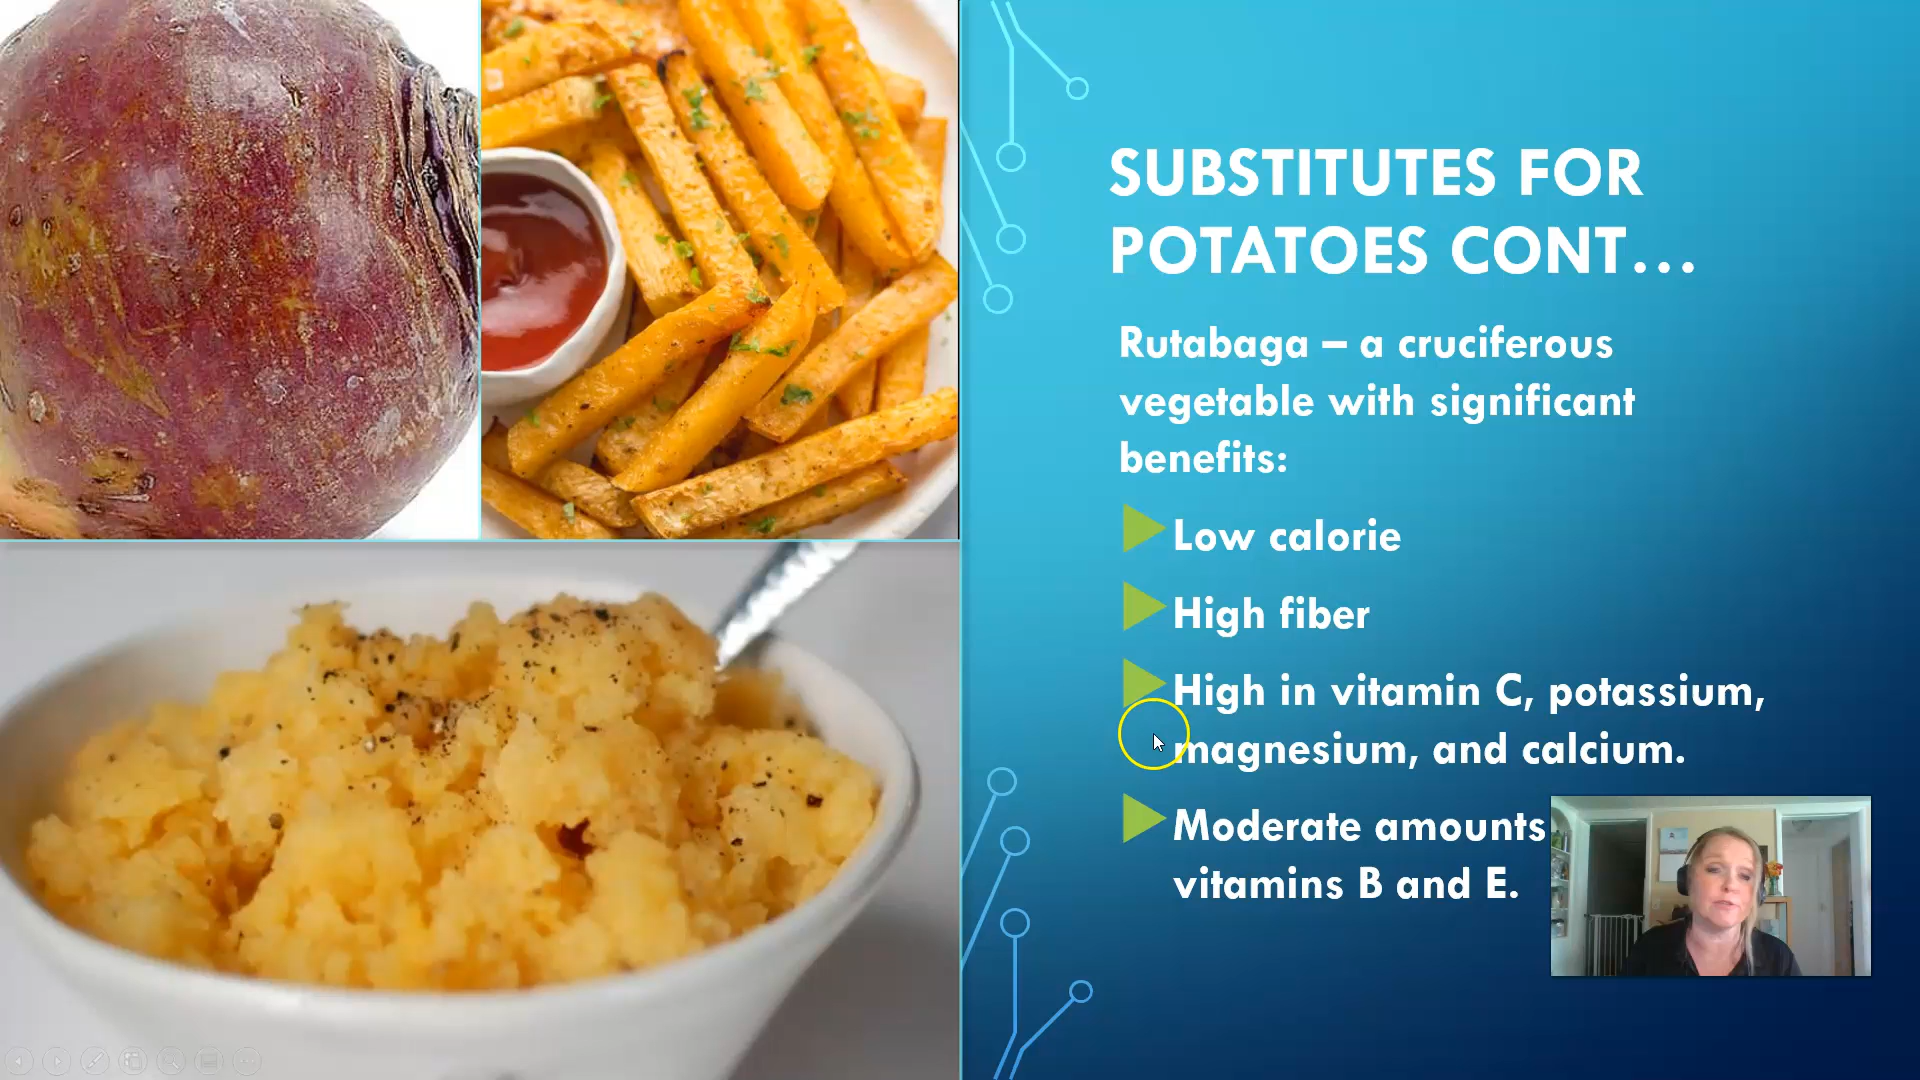 SUBSTITUTES FOR
POTATOES CONT...
Rutabaga – a cruciferous
vegetable with significant
benefits:
Low calorie
High fiber
High in vitamin C, potassium,
magnesium, and calcium.
Moderate amounts
vitamins B and E.